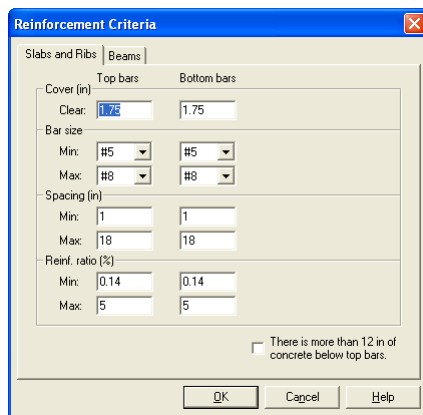 Reinforcement Criteria
Slabs and Ribs Beams
Top bars Bottom bars
Cover (in)
Clear: 1.75 1.75
Bar size
Min: #5 #5
Max: #8 #8
Spacing (in)
Min: 1 1
Max: 18 18
Reinf. ratio (%)
Min: 0.14 0.14
Max: 5 5
There is more than 12 in of
concrete below top bars.
OK Cancel Help